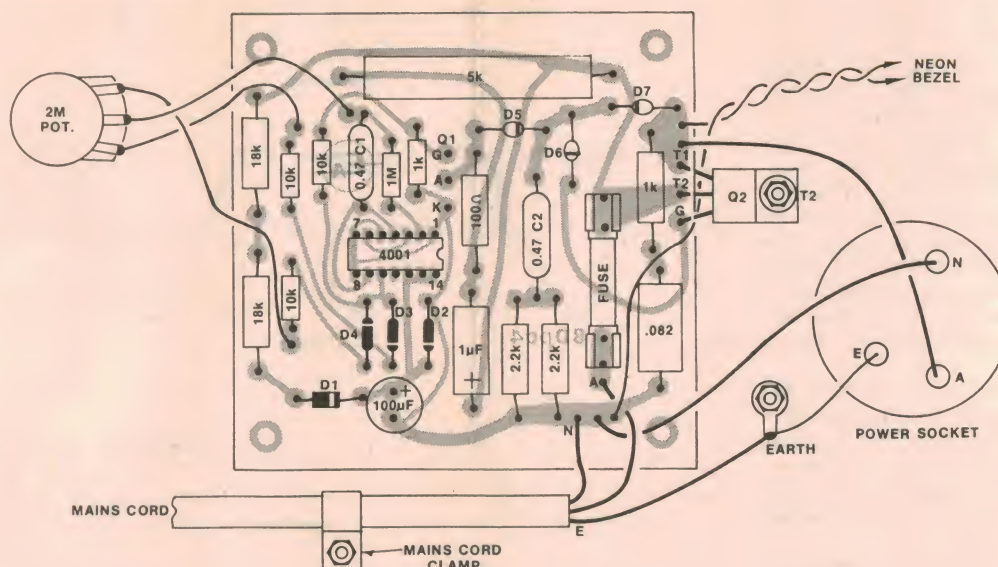 2M
POT.
5k
NEON
BEZEL
D7
D5
Q1
G
A
K
18k
10k
10k
0.47 C1
1M
1k
100Ω
D6
0.47 C2
1k
T1
T2
G
Q2
T2
7
1
4001
8
14
FUSE
18k
10k
D4
D3
D2
1µF
+
2.2k
2.2k
.082
N
E
A
D1
+
100µF
A
N
EARTH
POWER SOCKET
MAINS CORD
E
MAINS CORD
CLAMP